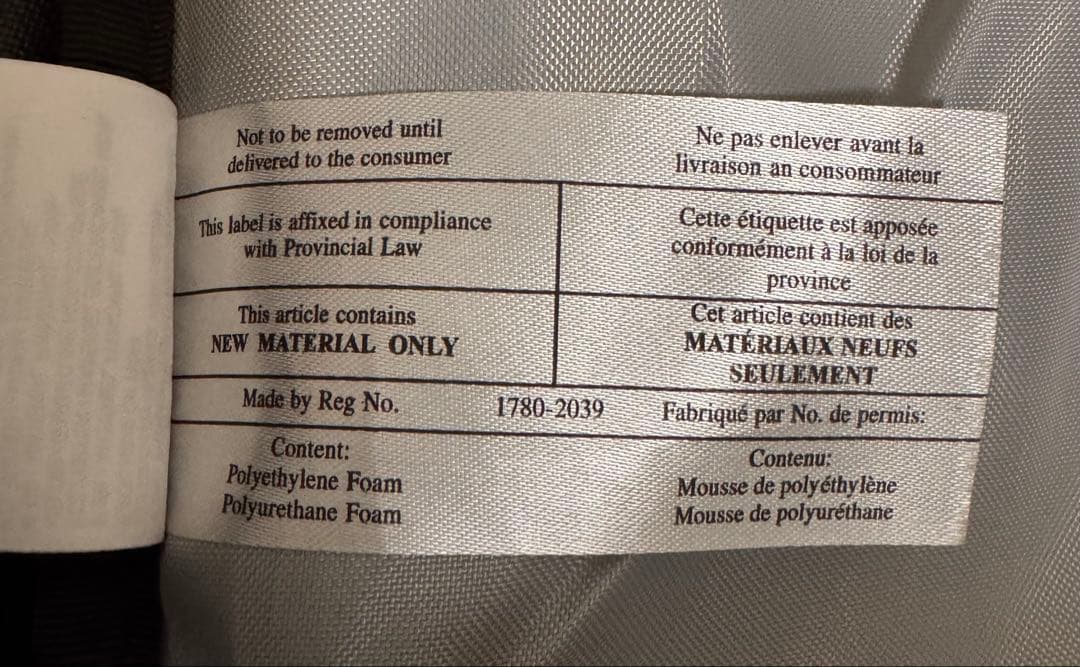 Not to be removed until
delivered to the consumer
Ne pas enlever avant la
livraison an consommateur
This label is affixed in compliance
with Provincial Law
Cette étiquette est apposée
conformément à la loi de la
province
This article contains
NEW MATERIAL ONLY
Cet article contient des
MATÉRIAUX NEUFS
SEULEMENT
Made by Reg No. 1780-2039 Fabriqué par No. de permis:
Content:
Polyethylene Foam
Polyurethane Foam
Contenu:
Mousse de polyéthylène
Mousse de polyuréthane